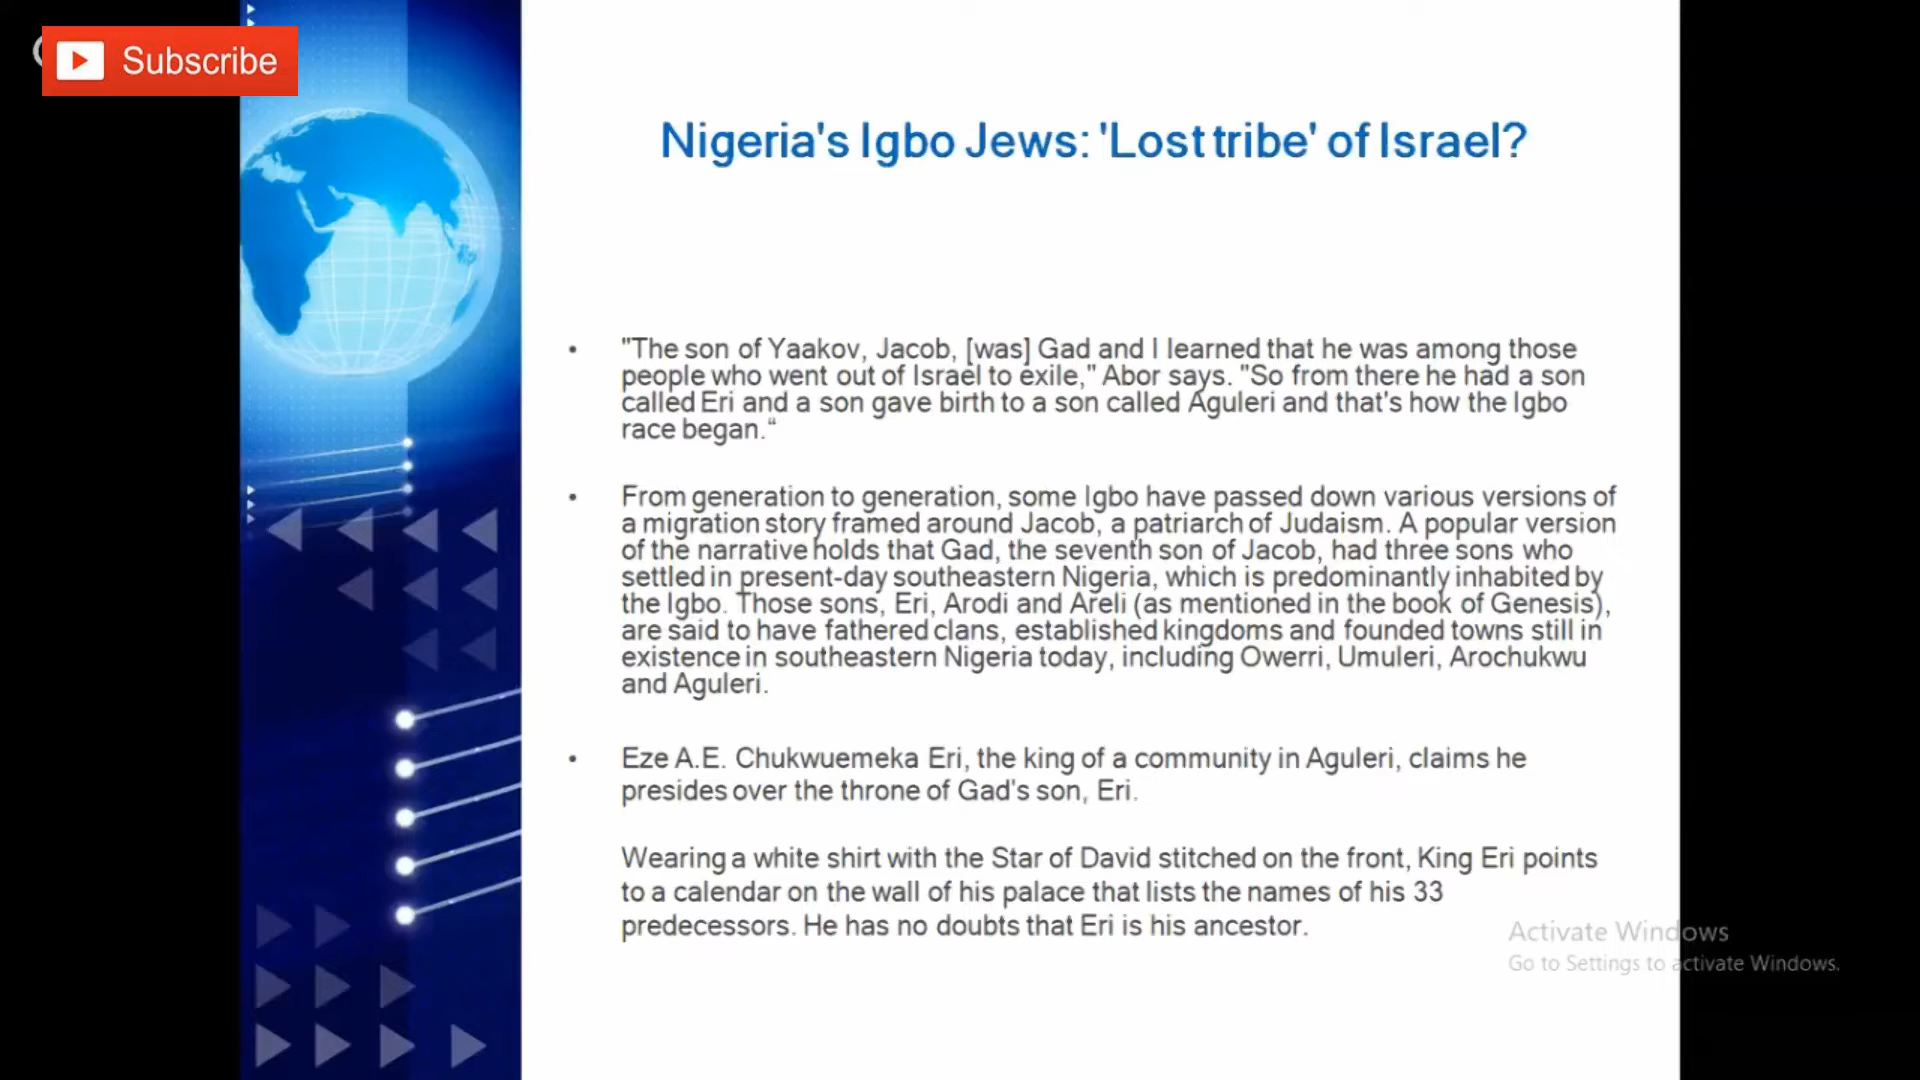 Subscribe
Nigeria's Igbo Jews: 'Lost tribe' of Israel?
• "The son of Yaakov, Jacob, [was] Gad and I learned that he was among those
people who went out of Israel to exile," Abor says. "So from there he had a son
called Eri and a son gave birth to a son called Aguleri and that's how the Igbo
race began.“
• From generation to generation, some Igbo have passed down various versions of
a migration story framed around Jacob, a patriarch of Judaism. A popular version
of the narrative holds that Gad, the seventh son of Jacob, had three sons who
settled in present-day southeastern Nigeria, which is predominantly inhabited by
the Igbo. Those sons, Eri, Arodi and Areli (as mentioned in the book of Genesis),
are said to have fathered clans, established kingdoms and founded towns still in
existence in southeastern Nigeria today, including Owerri, Umuleri, Arochukwu
and Aguleri.
• Eze A.E. Chukwuemeka Eri, the king of a community in Aguleri, claims he
presides over the throne of Gad's son, Eri.
Wearing a white shirt with the Star of David stitched on the front, King Eri points
to a calendar on the wall of his palace that lists the names of his 33
predecessors. He has no doubts that Eri is his ancestor.
Activate Windows
Go to Settings to activate Windows.